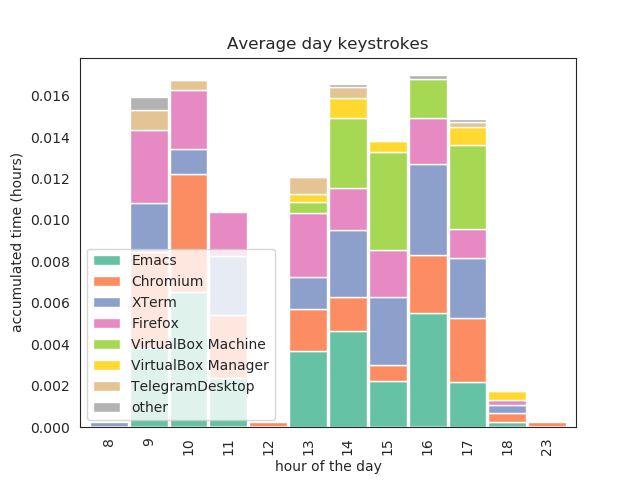 Average day keystrokes
accumulated time (hours)
0.016
0.014
0.012
0.010
0.008
0.006
0.004
0.002
0.000
Emacs
Chromium
XTerm
Firefox
VirtualBox Machine
VirtualBox Manager
TelegramDesktop
other
8 9 10 11 12 13 14 15 16 17 18 23
hour of the day